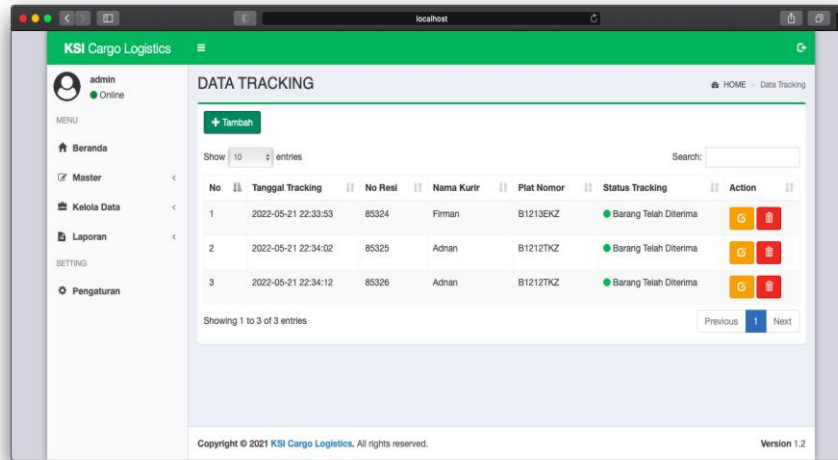 localhost
KSI Cargo Logistics
admin
Online
MENU
Beranda
Master
Kelola Data
Laporan
SETTING
Pengaturan
DATA TRACKING
HOME > Data Tracking
+ Tambah
Show 10 entries
Search:
No Tanggal Tracking No Resi Nama Kurir Plat Nomor Status Tracking Action
1 2022-05-21 22:33:53 85324 Firman B1213EKZ Barang Telah Diterima
2 2022-05-21 22:34:02 85325 Adnan B1212TKZ Barang Telah Diterima
3 2022-05-21 22:34:12 85326 Adnan B1212TKZ Barang Telah Diterima
Showing 1 to 3 of 3 entries
Previous 1 Next
Copyright © 2021 KSI Cargo Logistics. All rights reserved.
Version 1.2